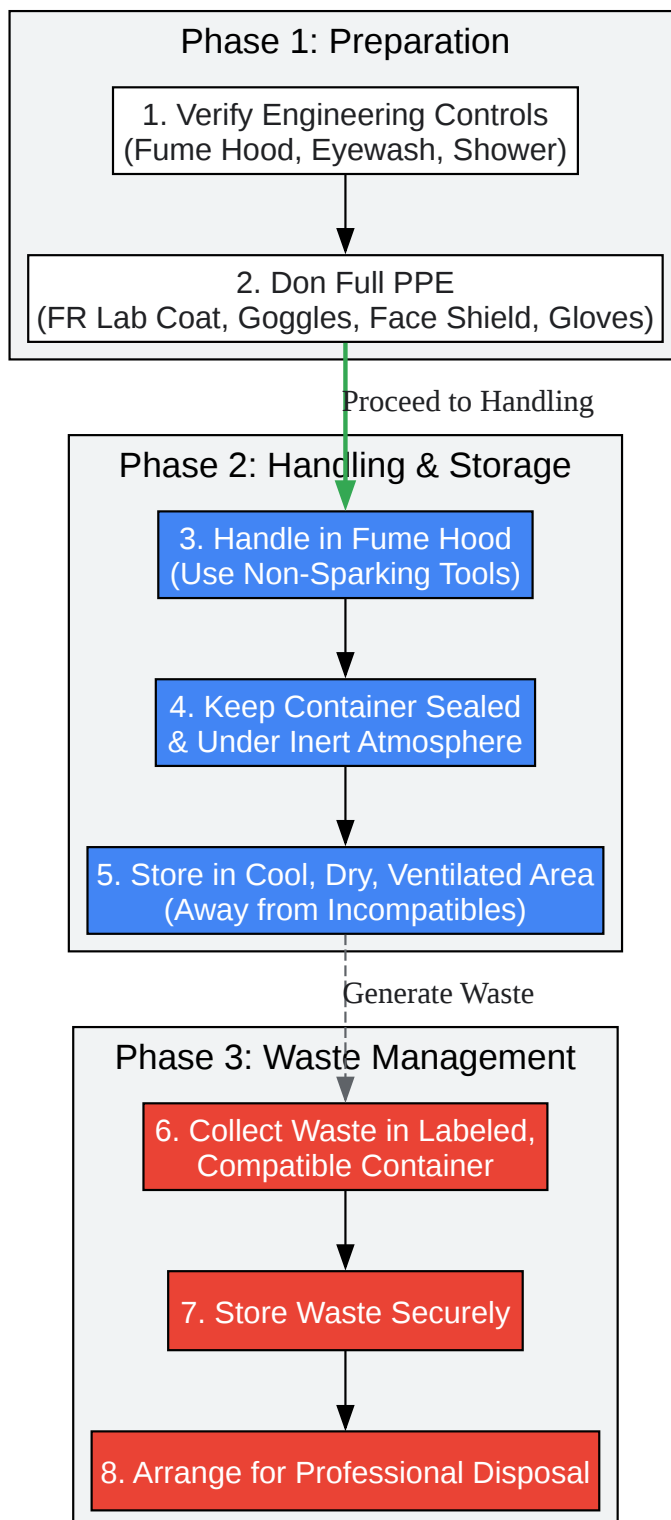 Phase 1: Preparation
1. Verify Engineering Controls
(Fume Hood, Eyewash, Shower)
2. Don Full PPE
(FR Lab Coat, Goggles, Face Shield, Gloves)
Proceed to Handling
Phase 2: Handling & Storage
3. Handle in Fume Hood
(Use Non-Sparking Tools)
4. Keep Container Sealed
& Under Inert Atmosphere
5. Store in Cool, Dry, Ventilated Area
(Away from Incompatibles)
Generate Waste
Phase 3: Waste Management
6. Collect Waste in Labeled,
Compatible Container
7. Store Waste Securely
8. Arrange for Professional Disposal